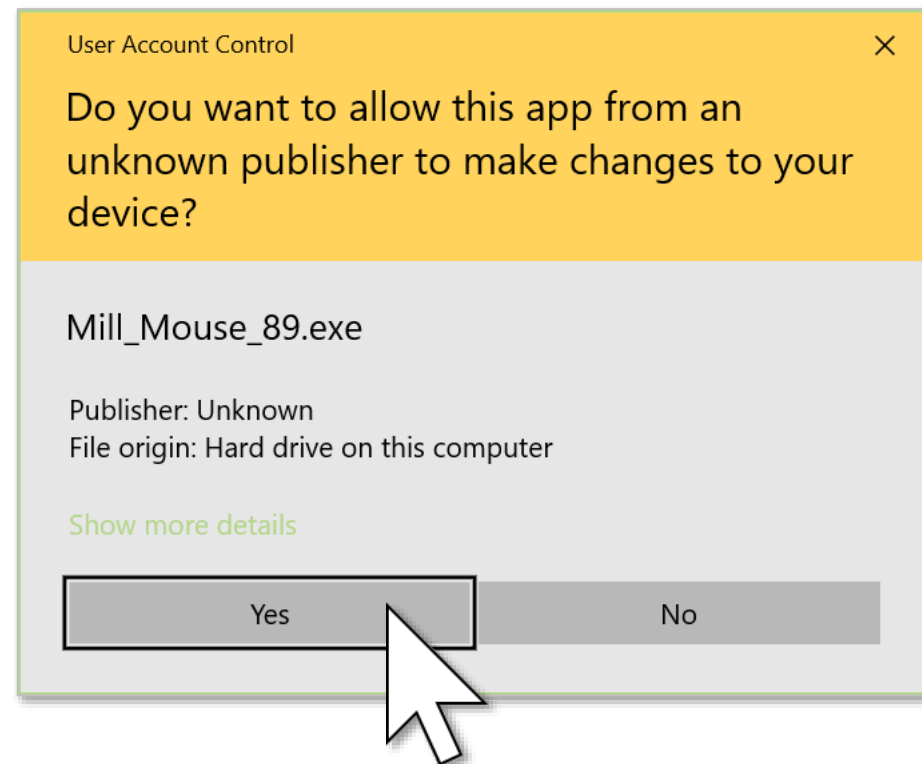 User Account Control
Do you want to allow this app from an
unknown publisher to make changes to your
device?
Mill_Mouse_89.exe
Publisher: Unknown
File origin: Hard drive on this computer
Show more details
Yes
No